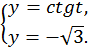 y = ctgt,
y = −√3.